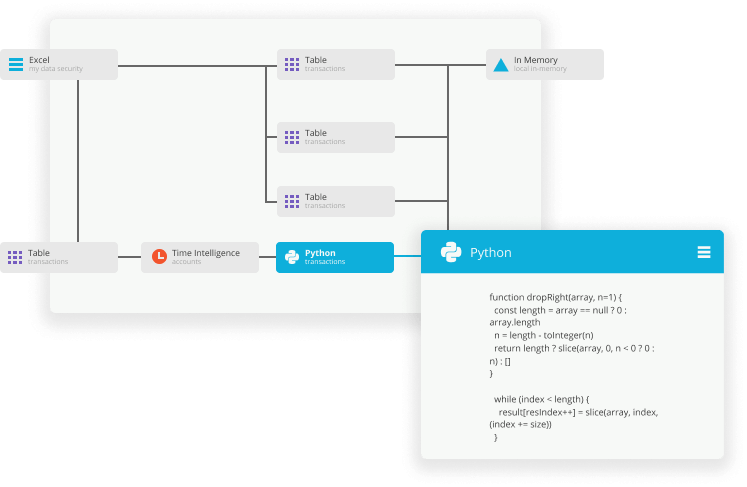 Excel
my data security
Table
transactions
In Memory
local in-memory
Table
transactions
Table
transactions
Table
transactions
Time Intelligence
accounts
Python
transactions
Python
function dropRight(array, n=1) {
const length = array == null ? 0 :
array.length
n = length - toInteger(n)
return length ? slice(array, 0, n < 0 ? 0 :
n) : []
}
while (index < length) {
result[resIndex++] = slice(array, index,
(index += size))
}